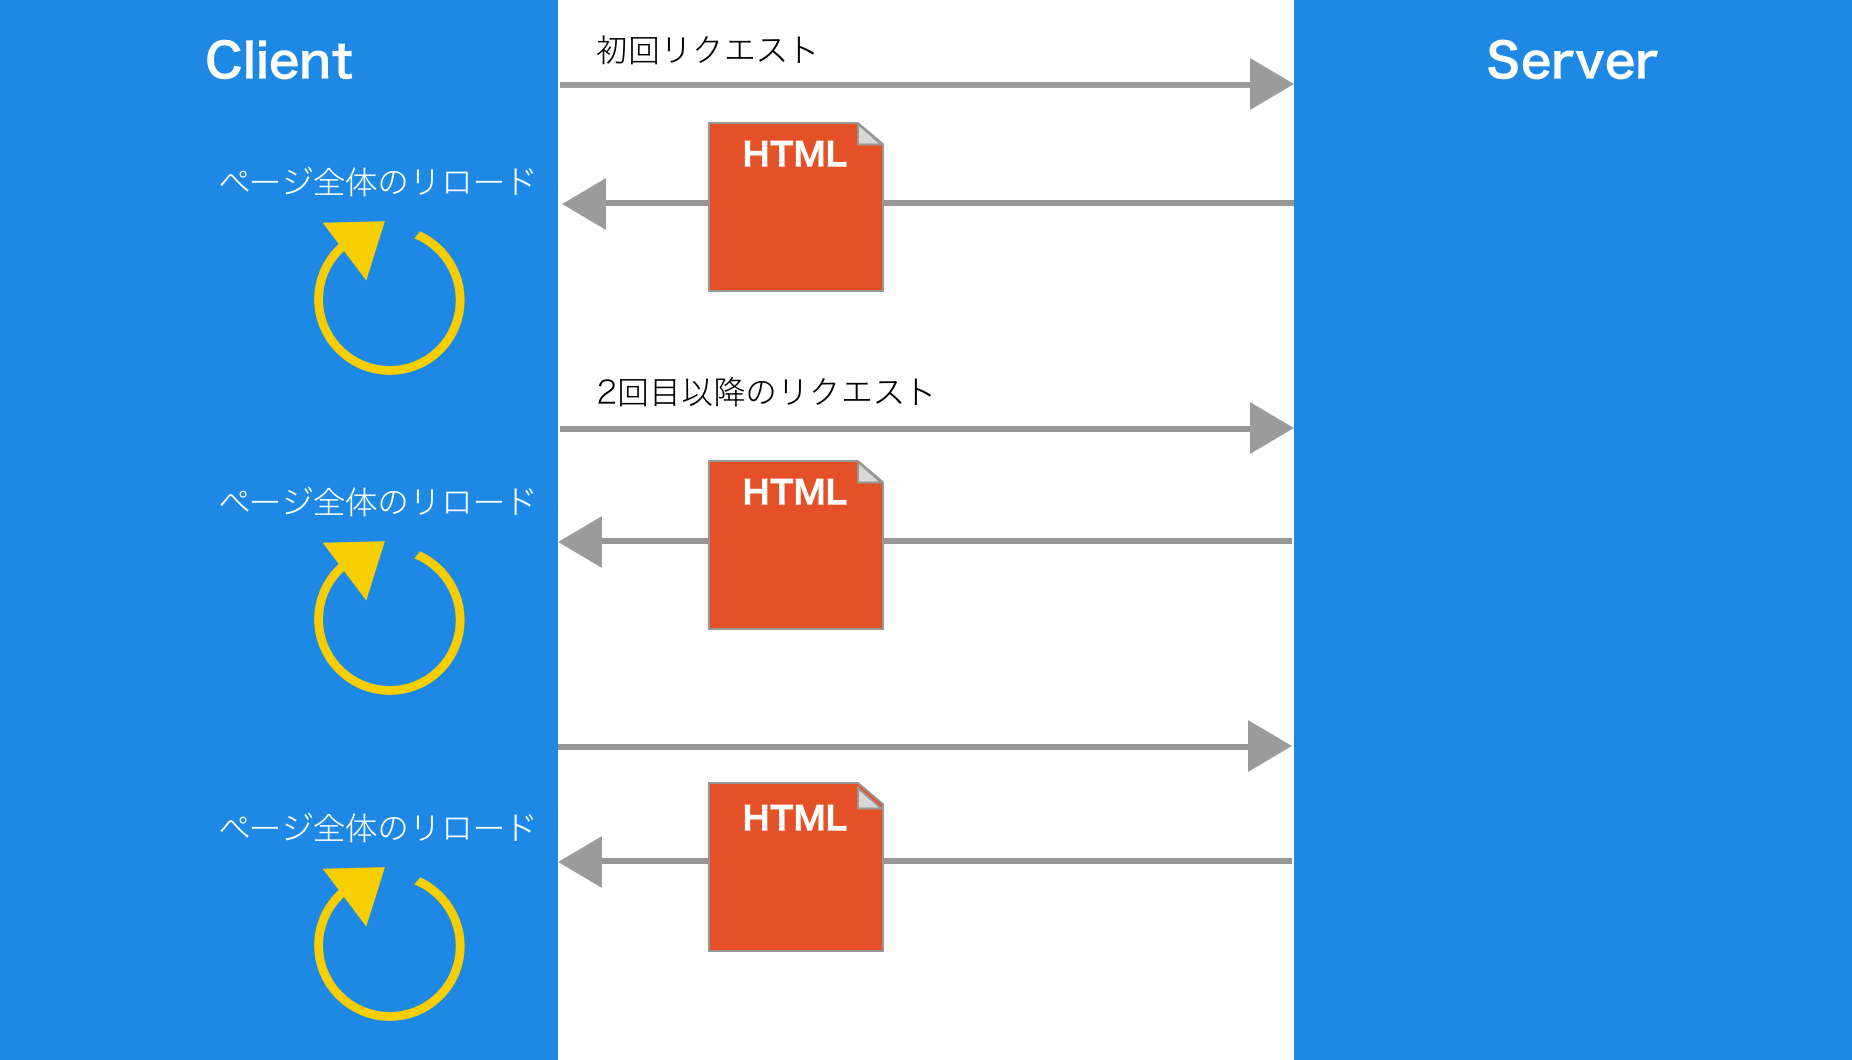 Client
Server
初回リクエスト
HTML
ページ全体のリロード
2回目以降のリクエスト
HTML
ページ全体のリロード
HTML
ページ全体のリロード